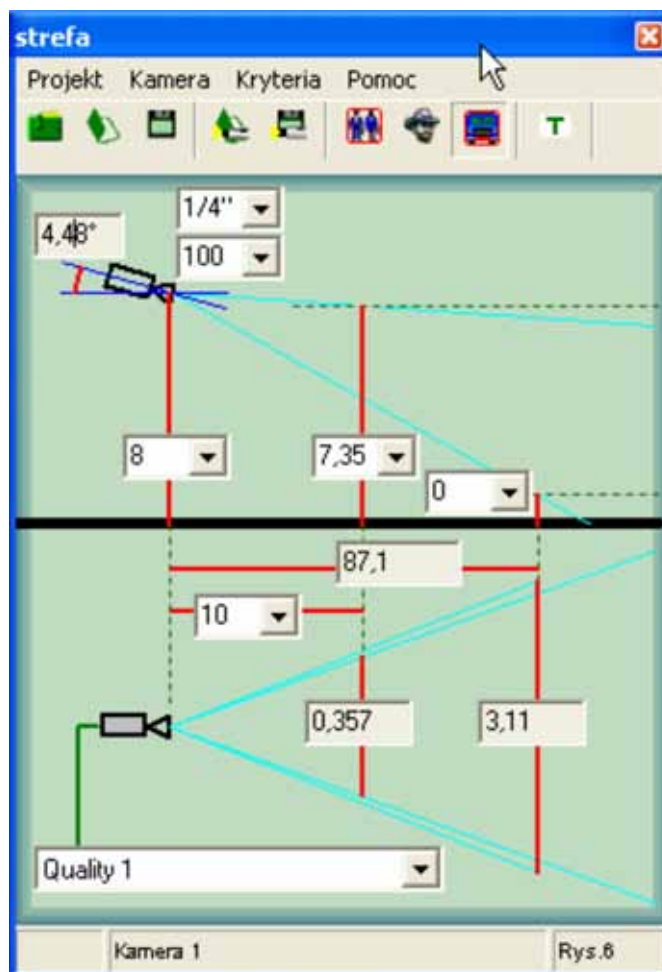 strefa
Projekt Kamera Kryteria Pomoc
T
1/4"
4,48°
100
8
7,35
0
87,1
10
0,357
3,11
Quality 1
Kamera 1
Rys.6